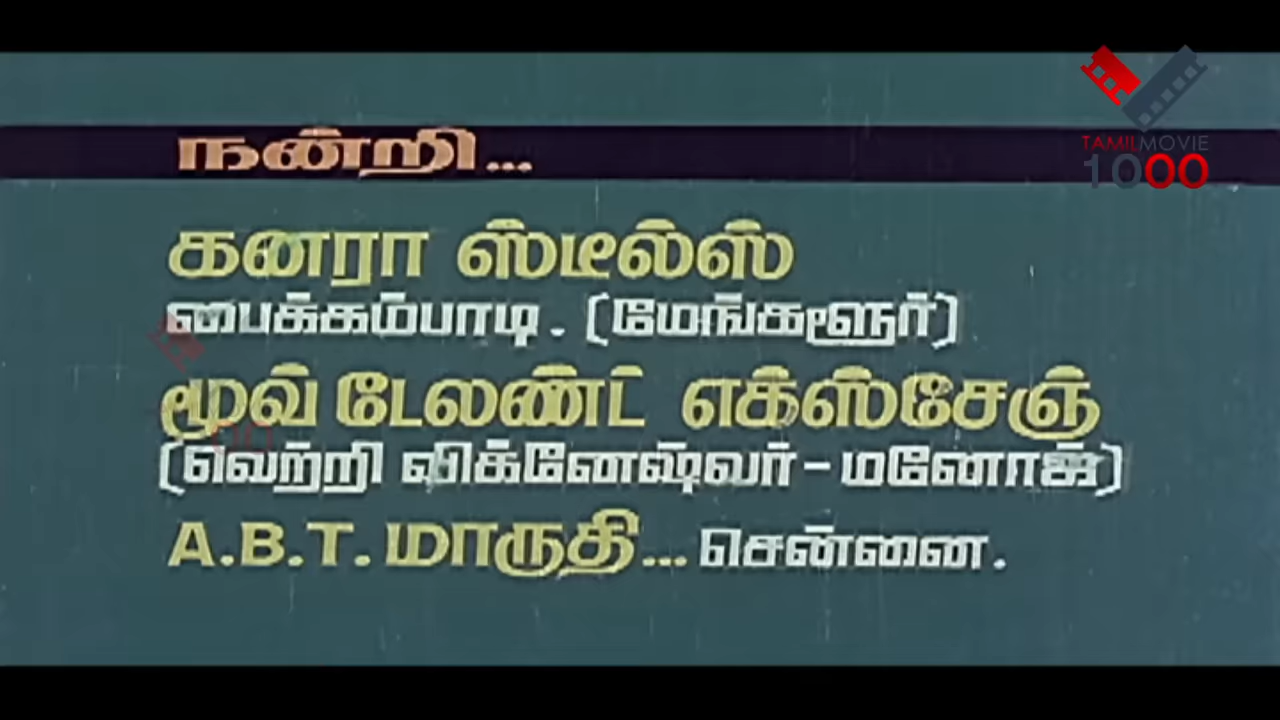 TAMILMOVIE
1000
நன்றி...
கனரா ஸ்டீல்ஸ்
பைக்கம்பாடி. (மேங்களூர்)
மூவ் டேலண்ட் எக்ஸ்சேஞ்
(வெற்றி விக்னேஷ்வர் - மனோஜ்)
A.B.T. மாருதி... சென்னை.